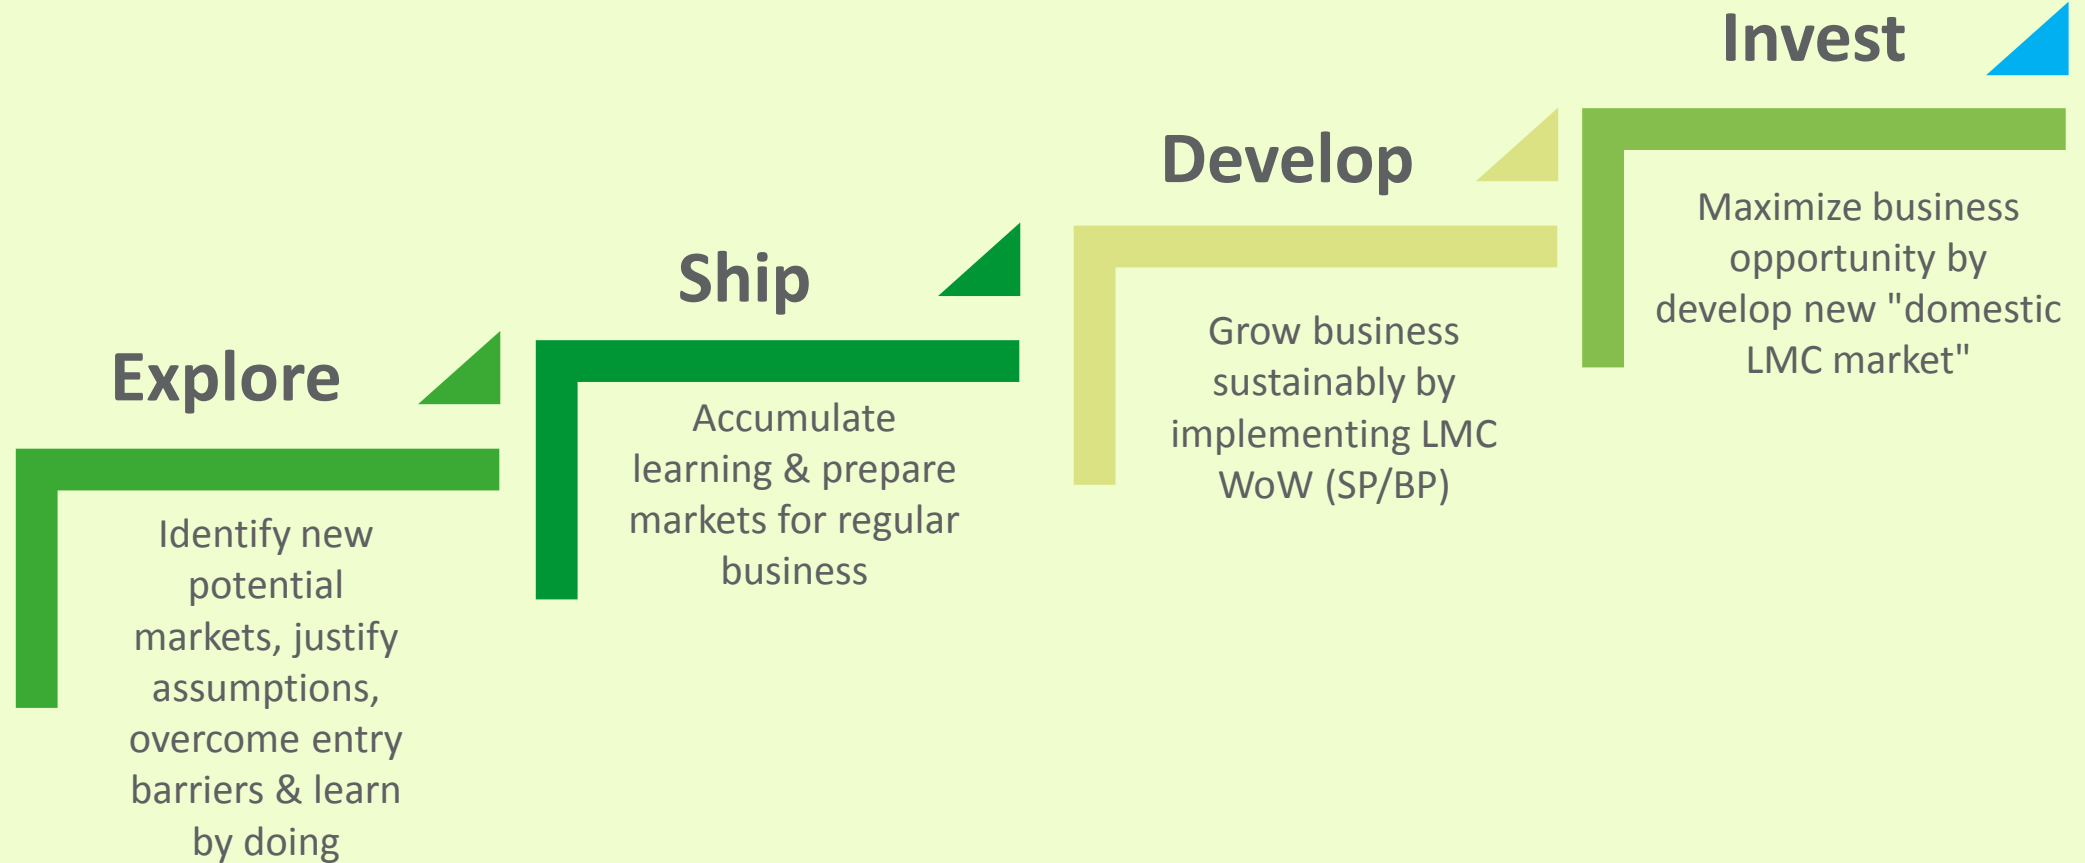 Explore
Identify new
potential
markets, justify
assumptions,
overcome entry
barriers & learn
by doing
Ship
Accumulate
learning & prepare
markets for regular
business
Develop
Grow business
sustainably by
implementing LMC
WoW (SP/BP)
Invest
Maximize business
opportunity by
develop new "domestic
LMC market"